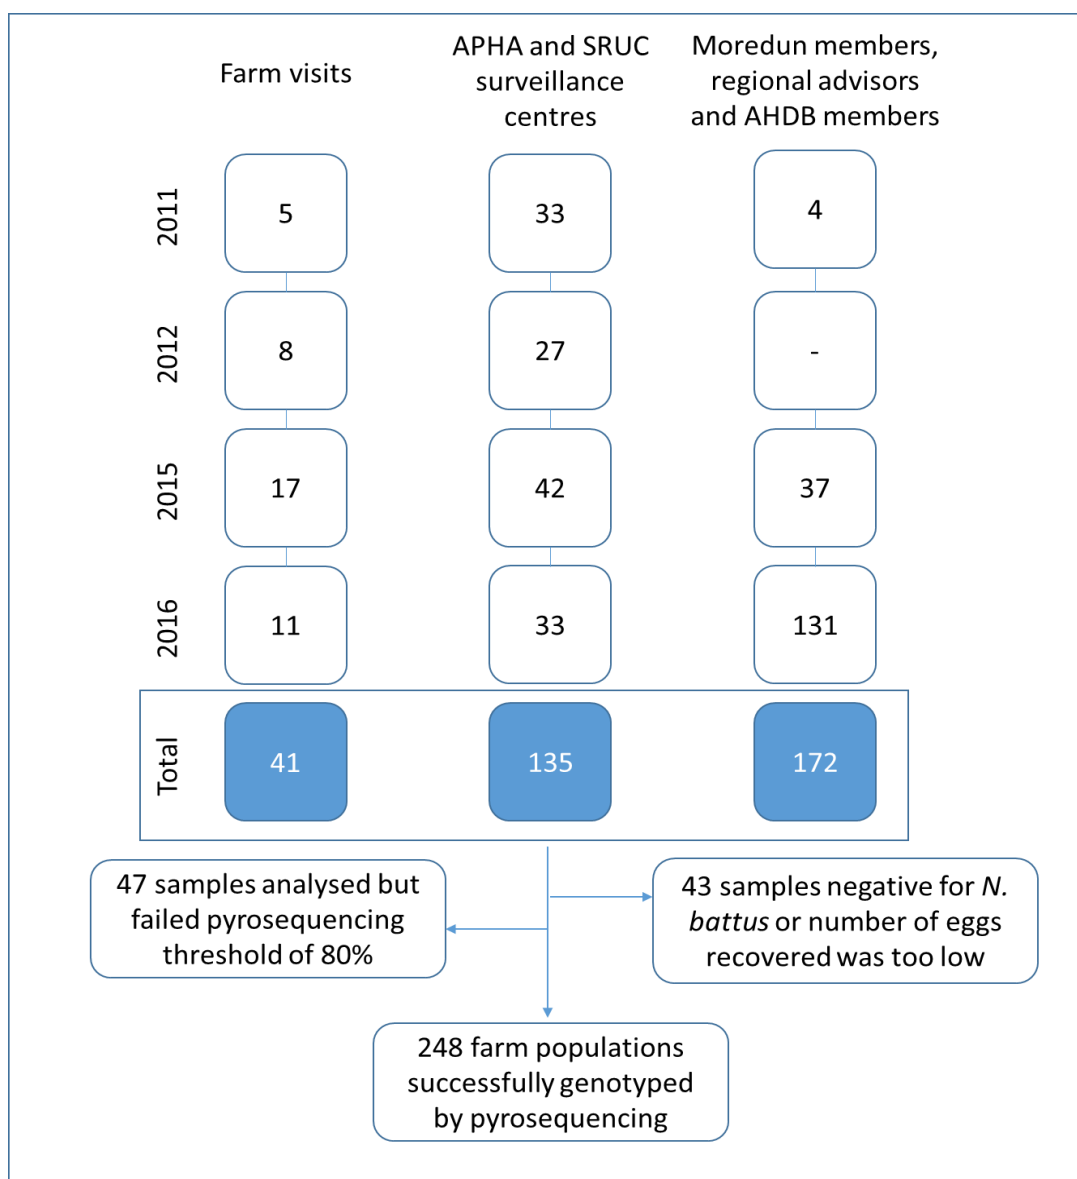 Farm visits
APHA and SRUC
surveillance
centres
Moredun members,
regional advisors
and AHDB members
2011
5
33
4
2012
8
27
-
2015
17
42
37
2016
11
33
131
Total
41
135
172
47 samples analysed but
failed pyrosequencing
threshold of 80%
43 samples negative for N.
battus or number of eggs
recovered was too low
248 farm populations
successfully genotyped
by pyrosequencing